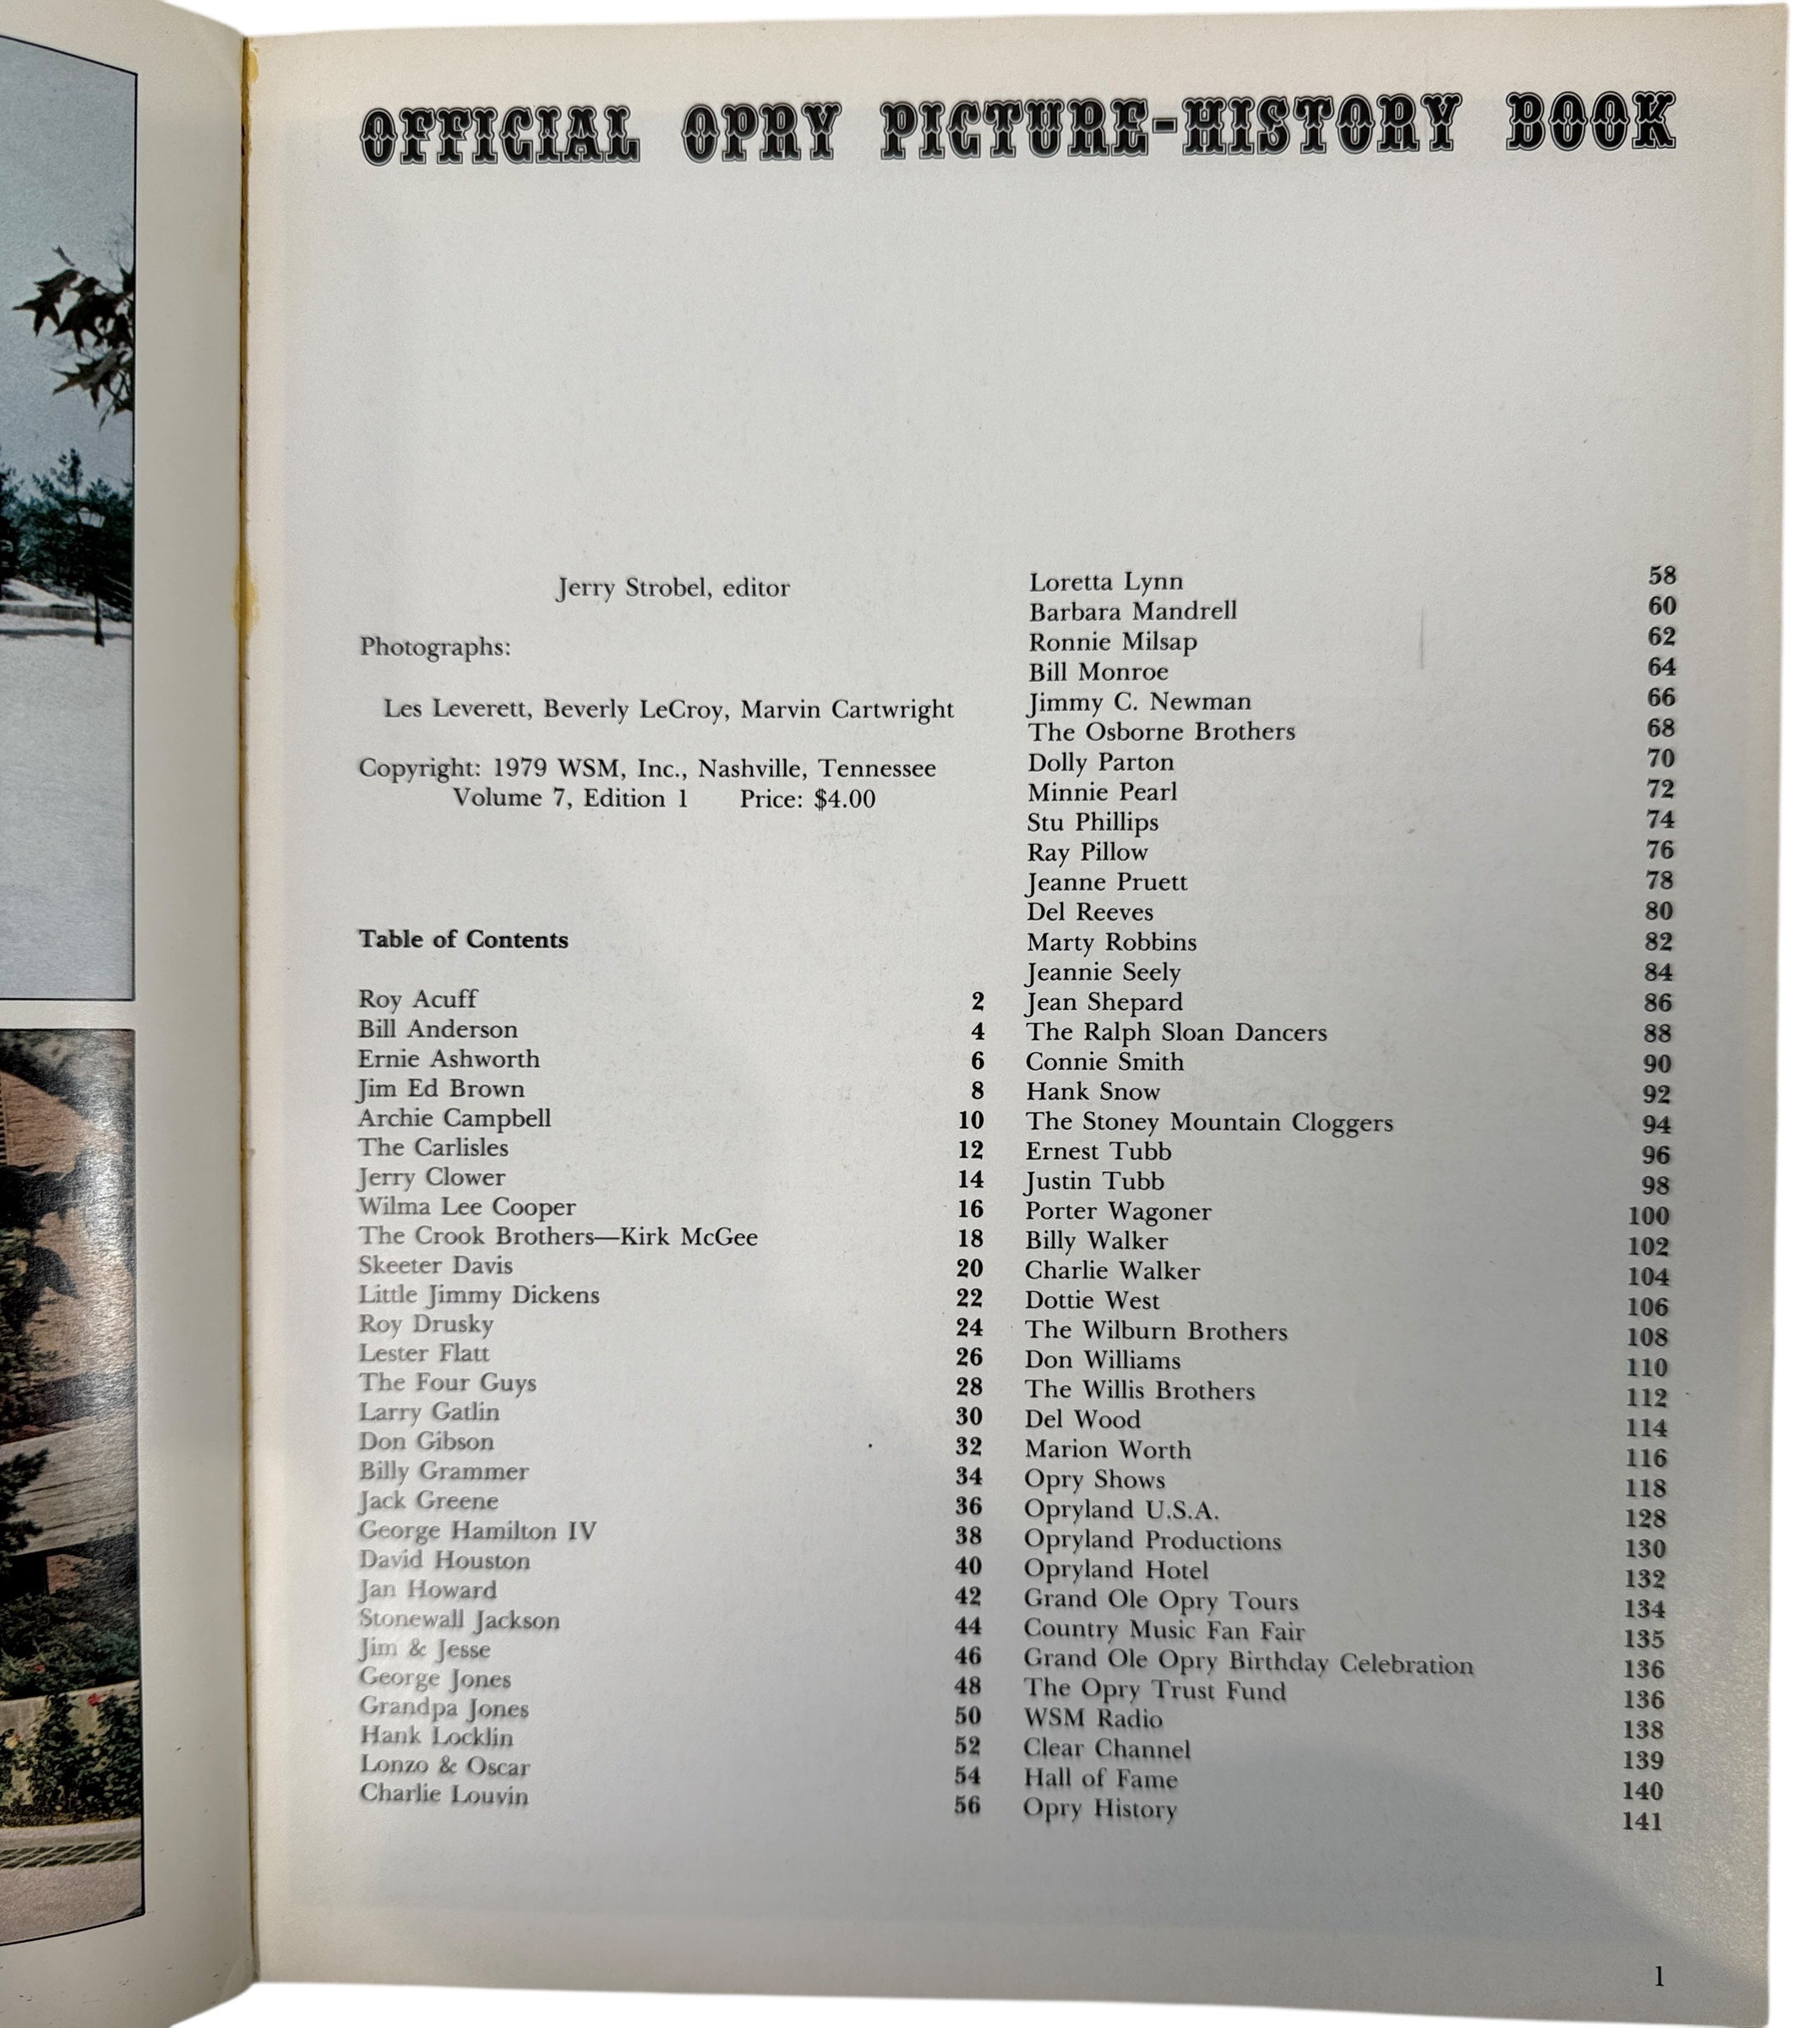 OFFICIAL OPRY PICTURE-HISTORY BOOK
Jerry Strobel, editor
Photographs:
Les Leverett, Beverly LeCroy, Marvin Cartwright
Copyright: 1979 WSM, Inc., Nashville, Tennessee
Volume 7, Edition 1 Price: $4.00
Table of Contents
Roy Acuff 2
Bill Anderson 4
Ernie Ashworth 6
Jim Ed Brown 8
Archie Campbell 10
The Carlisles 12
Jerry Clower 14
Wilma Lee Cooper 16
The Crook Brothers—Kirk McGee 18
Skeeter Davis 20
Little Jimmy Dickens 22
Roy Drusky 24
Lester Flatt 26
The Four Guys 28
Larry Gatlin 30
Don Gibson 32
Billy Grammer 34
Jack Greene 36
George Hamilton IV 38
David Houston 40
Jan Howard 42
Stonewall Jackson 44
Jim & Jesse 46
George Jones 48
Grandpa Jones 50
Hank Locklin 52
Lonzo & Oscar 54
Charlie Louvin 56
Loretta Lynn 58
Barbara Mandrell 60
Ronnie Milsap 62
Bill Monroe 64
Jimmy C. Newman 66
The Osborne Brothers 68
Dolly Parton 70
Minnie Pearl 72
Stu Phillips 74
Ray Pillow 76
Jeanne Pruett 78
Del Reeves 80
Marty Robbins 82
Jeannie Seely 84
Jean Shepard 86
The Ralph Sloan Dancers 88
Connie Smith 90
Hank Snow 92
The Stoney Mountain Cloggers 94
Ernest Tubb 96
Justin Tubb 98
Porter Wagoner 100
Billy Walker 102
Charlie Walker 104
Dottie West 106
The Wilburn Brothers 108
Don Williams 110
The Willis Brothers 112
Del Wood 114
Marion Worth 116
Opry Shows 118
Opryland U.S.A. 128
Opryland Productions 130
Opryland Hotel 132
Grand Ole Opry Tours 134
Country Music Fan Fair 135
Grand Ole Opry Birthday Celebration 136
The Opry Trust Fund 136
WSM Radio 138
Clear Channel 139
Hall of Fame 140
Opry History 141
1